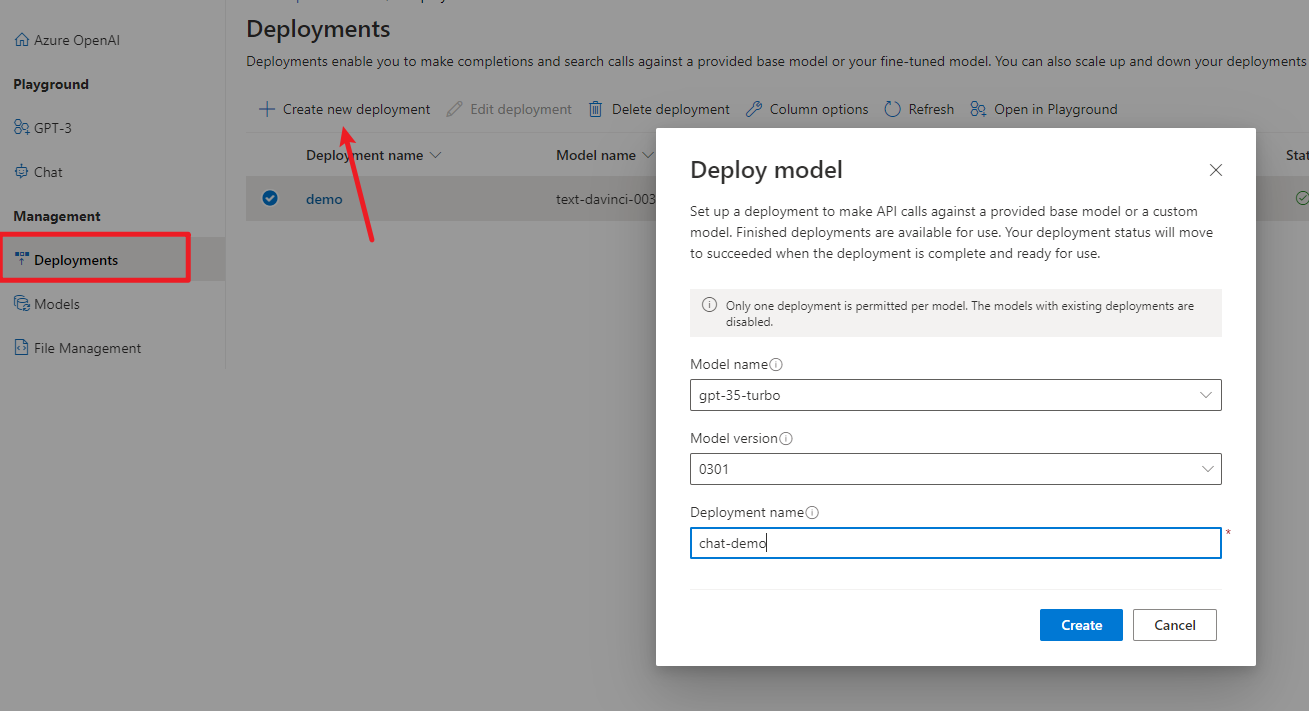 Azure OpenAI
Playground
GPT-3
Chat
Management
Deployments
Models
File Management
Deployments
Deployments enable you to make completions and search calls against a provided base model or your fine-tuned model. You can also scale up and down your deployments
Create new deployment
Edit deployment
Delete deployment
Column options
Refresh
Open in Playground
Deployment name
Model name
Stat
demo
text-davinci-003
Deploy model
Set up a deployment to make API calls against a provided base model or a custom
model. Finished deployments are available for use. Your deployment status will move
to succeeded when the deployment is complete and ready for use.
Only one deployment is permitted per model. The models with existing deployments are
disabled.
Model name
gpt-35-turbo
Model version
0301
Deployment name
chat-demo
*
Create
Cancel